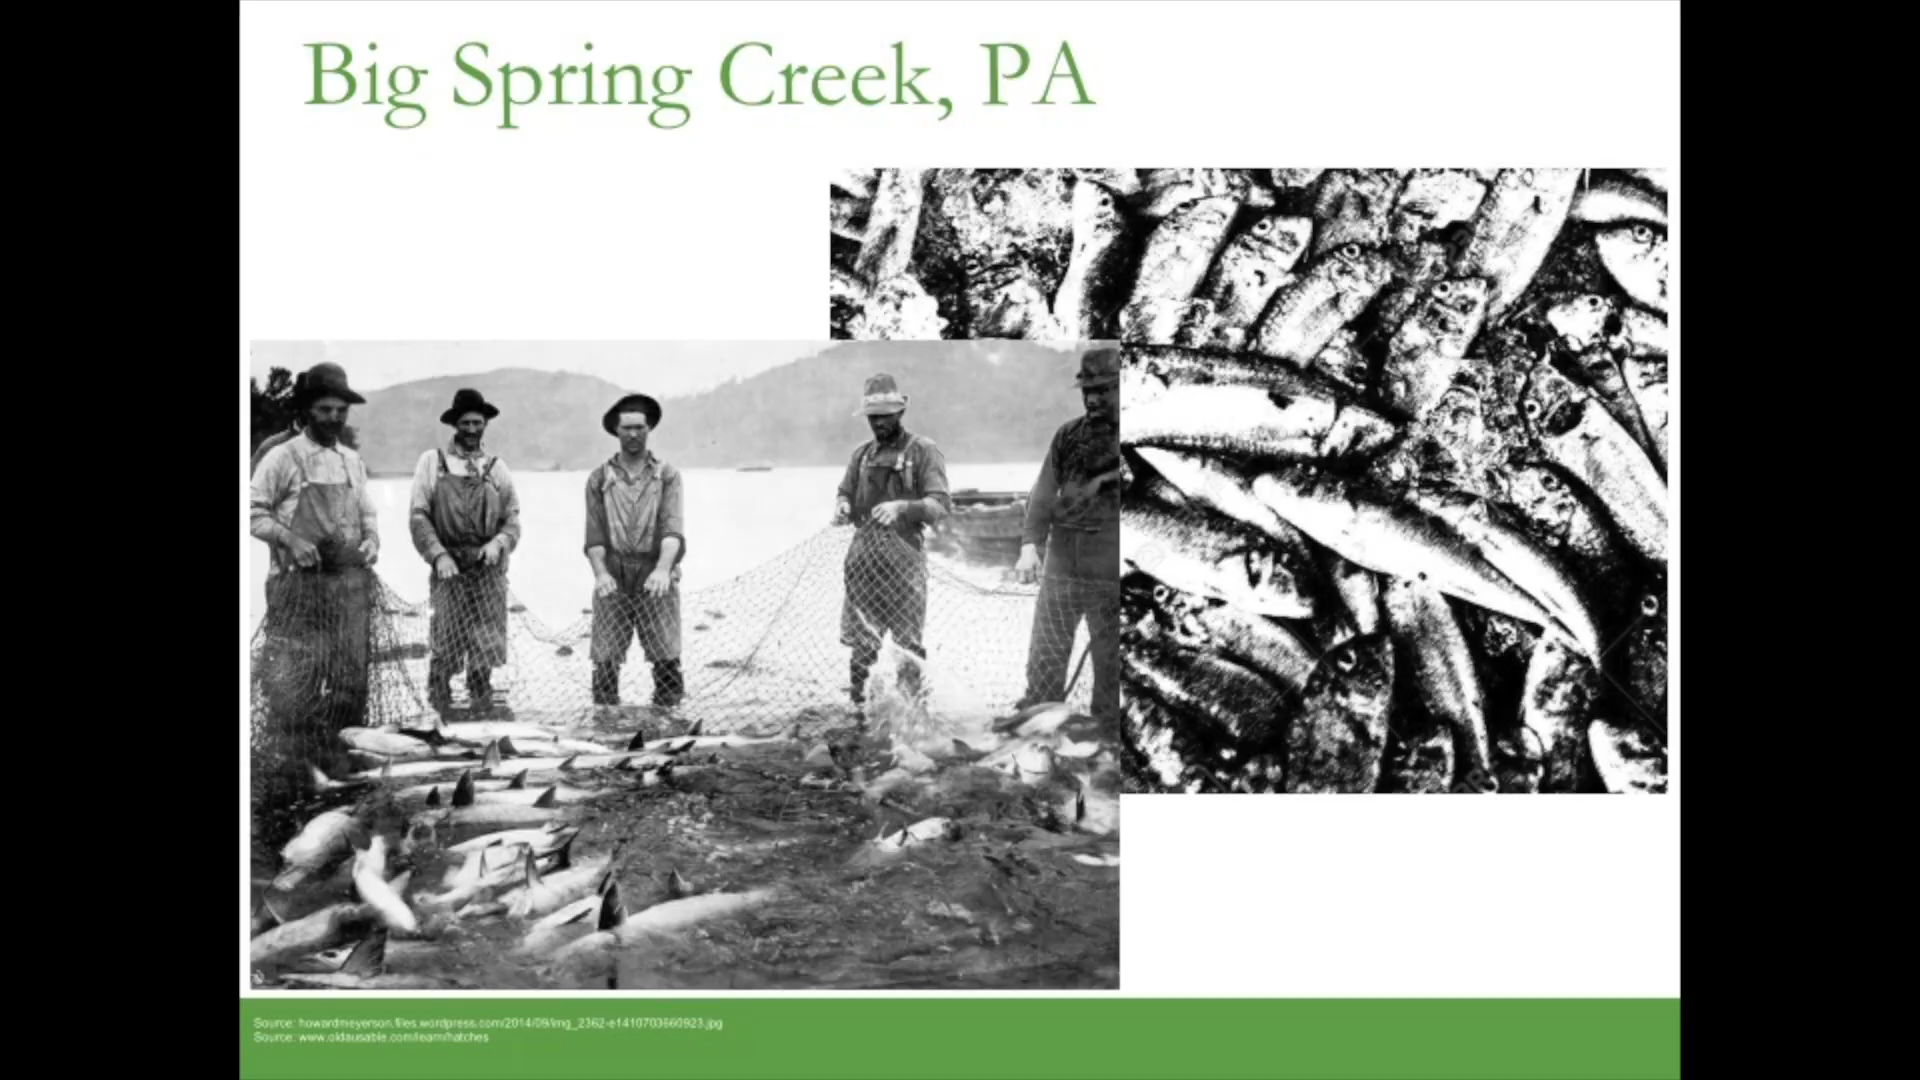 Big Spring Creek, PA
Source: howardmeyerson.files.wordpress.com/2014/09/img_2362-e1410703660923.jpg
Source: www.oldausable.com/learn/hatches